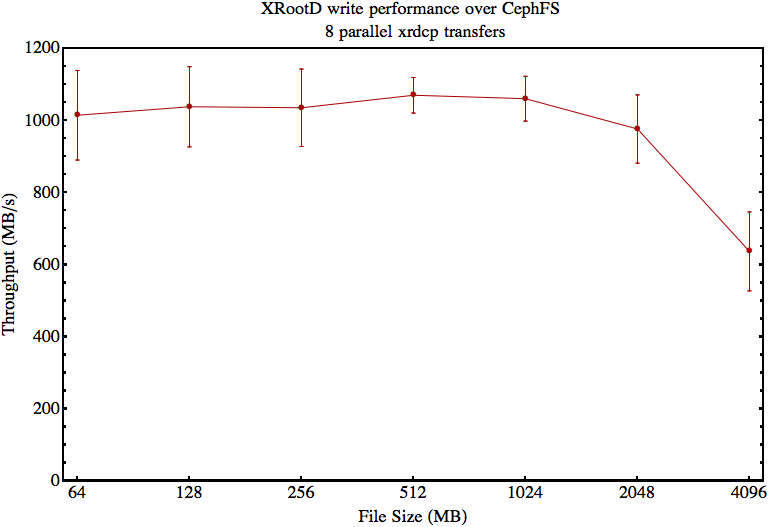 XRootD write performance over CephFS
8 parallel xrdcp transfers
1200
1000
800
600
400
200
0
Throughput (MB/s)
64 128 256 512 1024 2048 4096
File Size (MB)